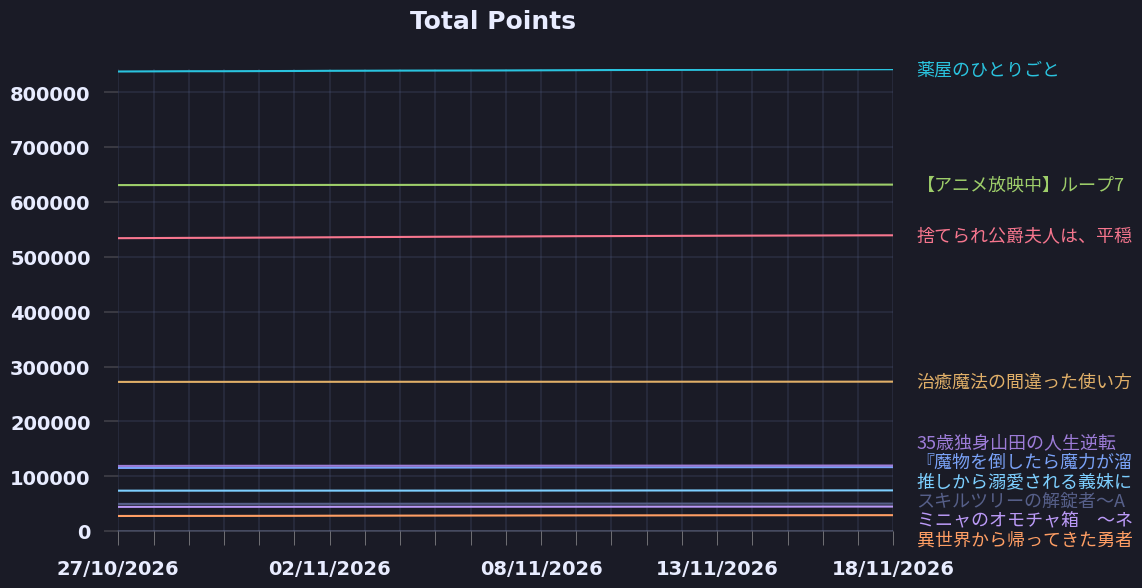 Total Points
800000
700000
600000
500000
400000
300000
200000
100000
0
27/10/2026
02/11/2026
08/11/2026
13/11/2026
18/11/2026
薬屋のひとりごと
【アニメ放映中】ループ7
捨てられ公爵夫人は、平穏
治癒魔法の間違った使い方
35歳独身山田の人生逆転
『魔物を倒したら魔力が溜
推しから溺愛される義妹に
スキルツリーの解錠者～A
ミニャのオモチャ箱　～ネ
異世界から帰ってきた勇者